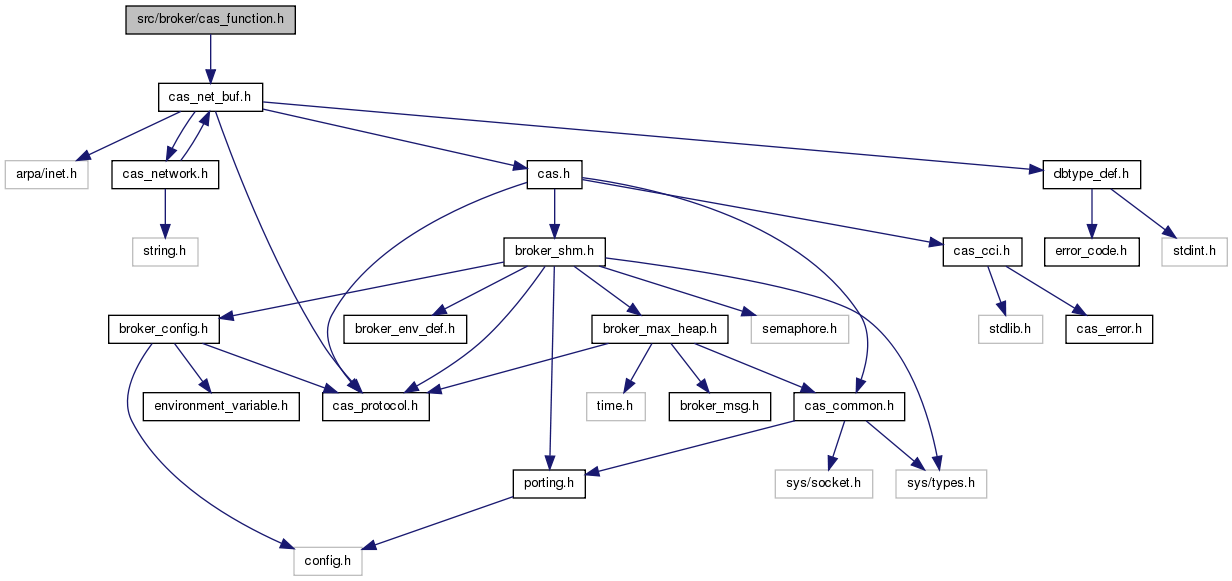 src/broker/cas_function.h
cas_net_buf.h
arpa/inet.h
cas_network.h
cas.h
dbtype_def.h
string.h
broker_shm.h
cas_cci.h
error_code.h
stdint.h
broker_config.h
broker_env_def.h
broker_max_heap.h
semaphore.h
stdlib.h
cas_error.h
environment_variable.h
cas_protocol.h
time.h
broker_msg.h
cas_common.h
porting.h
sys/socket.h
sys/types.h
config.h